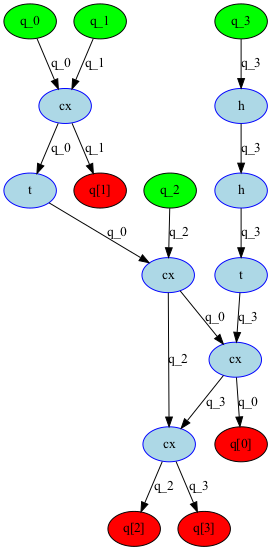 q_0 q_1 q_3
q_0 q_1 q_3
cx h
q_0 q_1 q_3
t q[1] q_2 h
q_0 q_2 q_3
cx t
q_0 q_3
cx
q_2
q_3 q_0
cx q[0]
q_2 q_3
q[2] q[3]